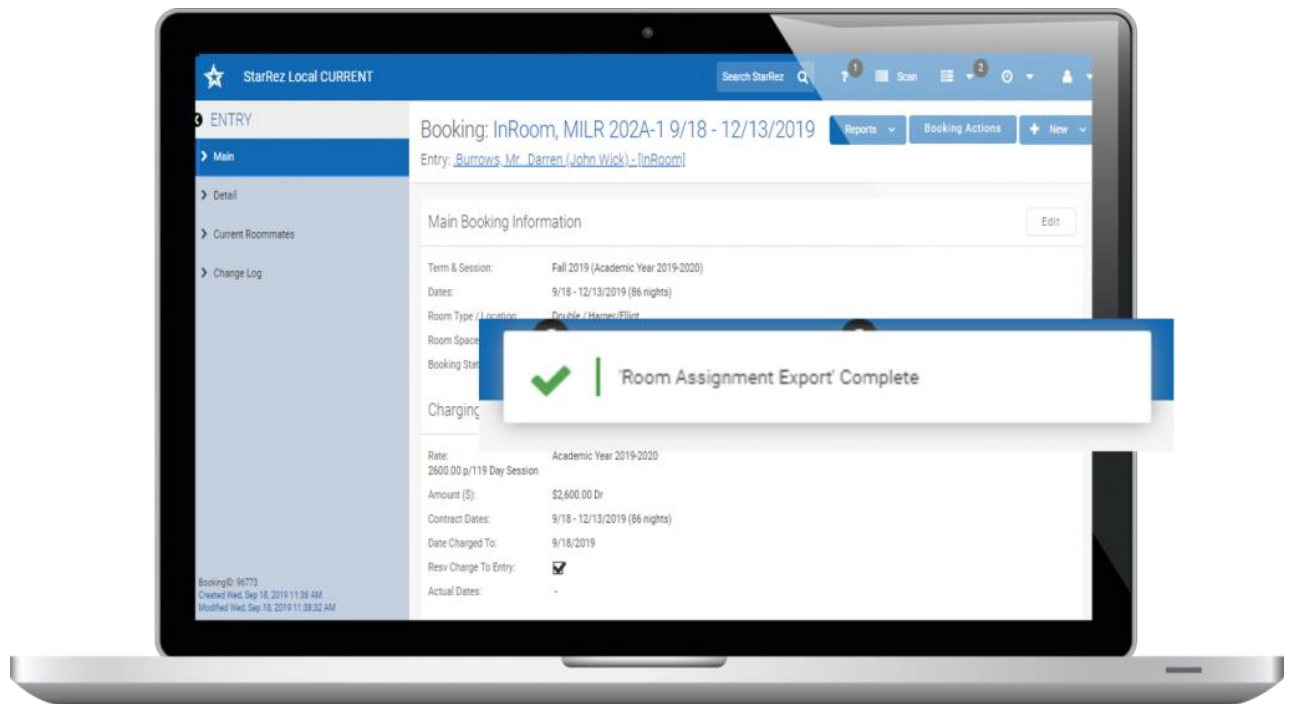 StarRez Local CURRENT
Search StarRez
? 1
Scan
2
ENTRY
Main
Detail
Current Roommates
Change Log
Booking: InRoom, MILR 202A-1 9/18 - 12/13/2019
Reports
Booking Actions
+ New
Entry: Burrows, Mr. Darren (John Wick) - [InRoom]
Main Booking Information
Edit
Term & Session: Fall 2019 (Academic Year 2019-2020)
Dates: 9/18 - 12/13/2019 (86 nights)
Room Type / Location: Double / Hamer/Elliot
Room Space
Booking Stat
'Room Assignment Export' Complete
Charging
Rate: Academic Year 2019-2020
2600.00 p/119 Day Session
Amount ($): $2,600.00 Dr
Contract Dates: 9/18 - 12/13/2019 (86 nights)
Date Charged To: 9/18/2019
Resv Charge To Entry:
Actual Dates: -
BookingID: 96773
Created Wed, Sep 18, 2019 11:38 AM
Modified Wed, Sep 18, 2019 11:38:32 AM